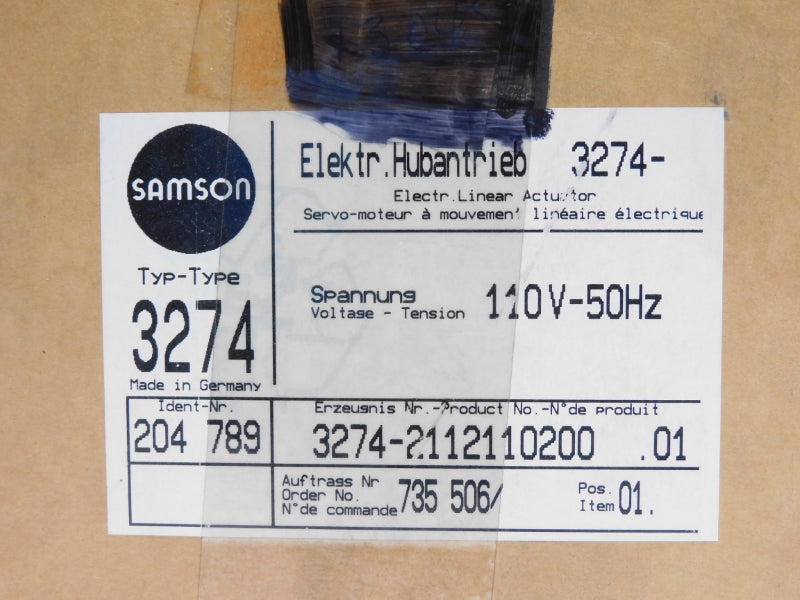 SAMSON
Typ-Type
3274
Made in Germany
Elektr.Hubantrieb 3274-
Electr.Linear Actuator
Servo-moteur à mouvement linéaire électrique
Spannung
Voltage - Tension 110V-50Hz
Ident-Nr.
204 789
Erzeugnis Nr.-Product No.-N°de produit
3274-2112110200 .01
Auftrags Nr
Order No.
N°de commande 735 506/
Pos.
Item 01.